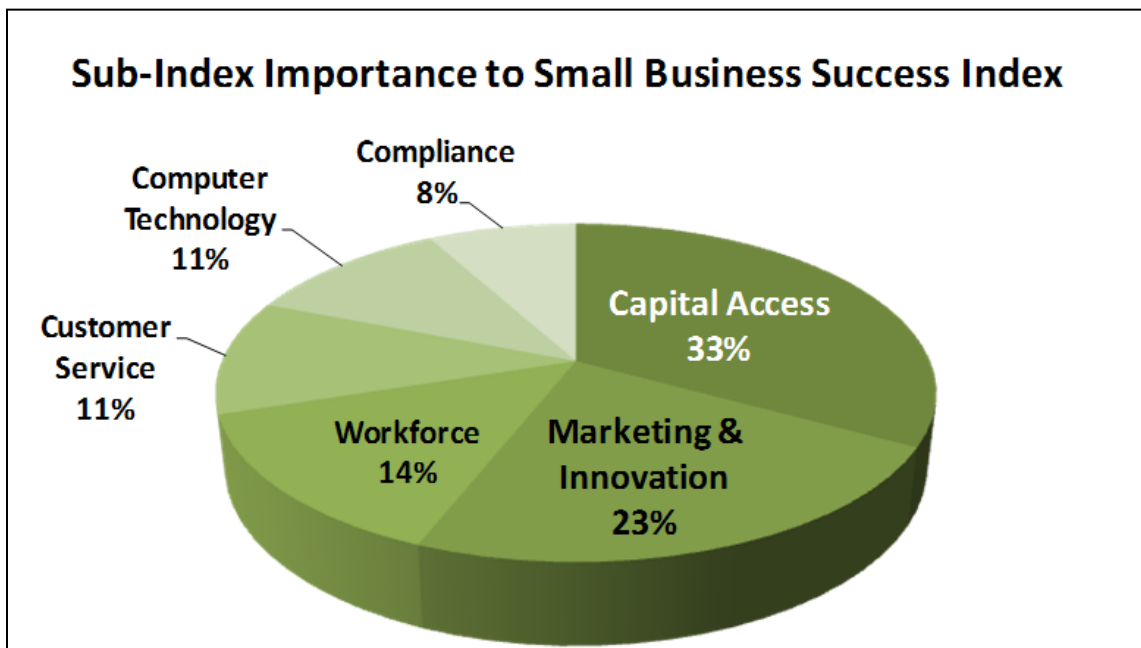 Sub-Index Importance to Small Business Success Index
Compliance
8%
Computer
Technology
11%
Capital Access
33%
Customer
Service
11%
Workforce
14%
Marketing &
Innovation
23%